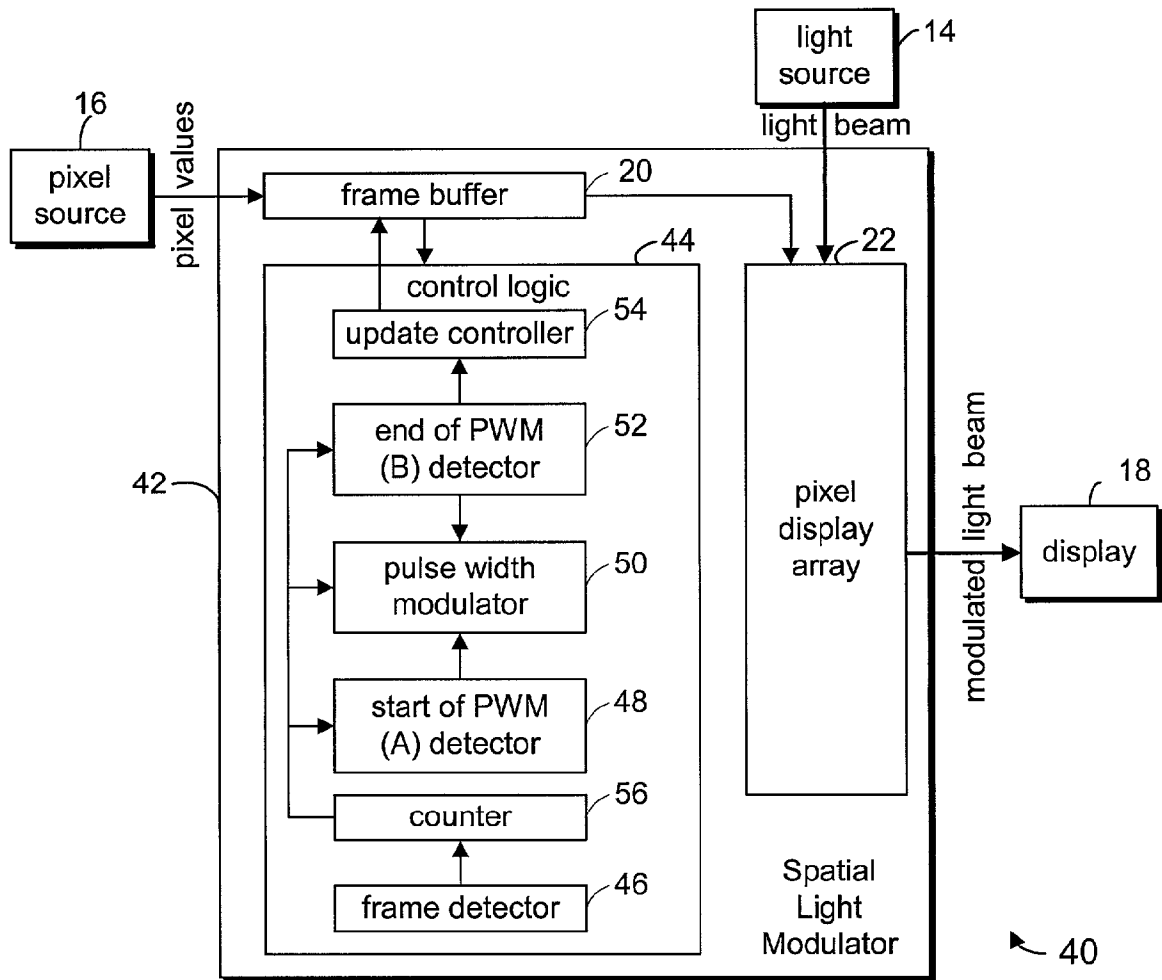 light
source
14
16
pixel
source
pixel values
light beam
frame buffer
20
44
22
control logic
54
update controller
end of PWM
(B) detector
52
42
pixel
display
array
modulated light beam
18
display
pulse width
modulator
50
start of PWM
(A) detector
48
56
counter
46
frame detector
Spatial
Light
Modulator
40